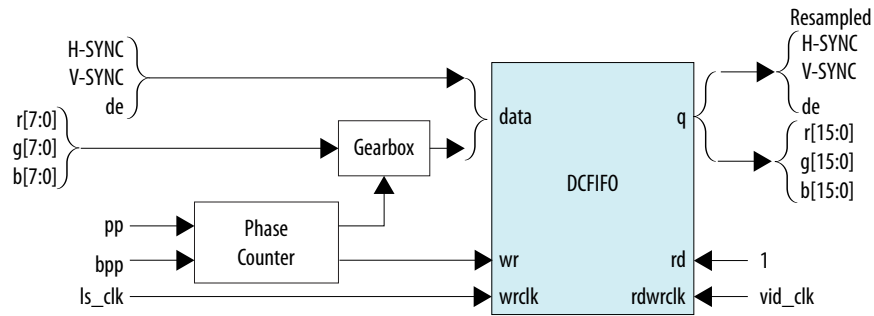 Resampled
H-SYNC
V-SYNC
de
r[7:0]
g[7:0]
b[7:0]
Gearbox
pp
bpp
ls_clk
Phase
Counter
data
q
DCFIFO
wr
rd
wrclk
rdwrclk
H-SYNC
V-SYNC
de
r[15:0]
g[15:0]
b[15:0]
1
vid_clk